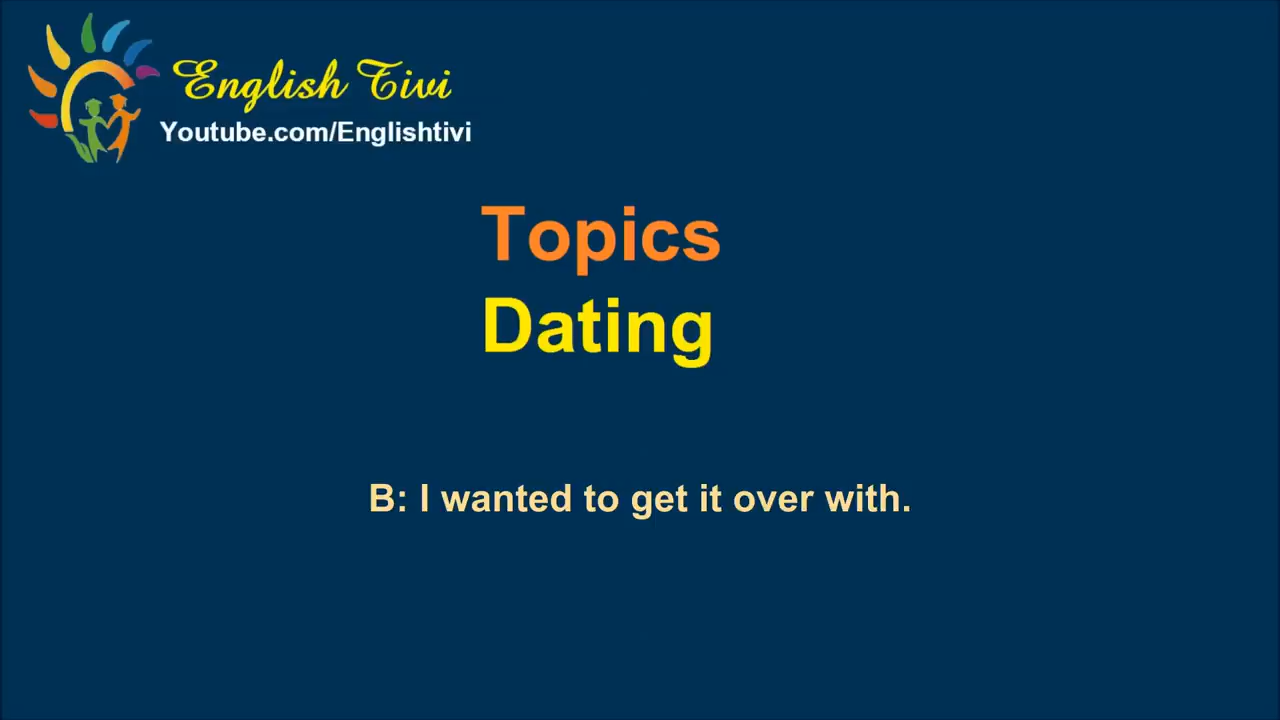 English Tivi
Youtube.com/Englishtivi
Topics
Dating
B: I wanted to get it over with.